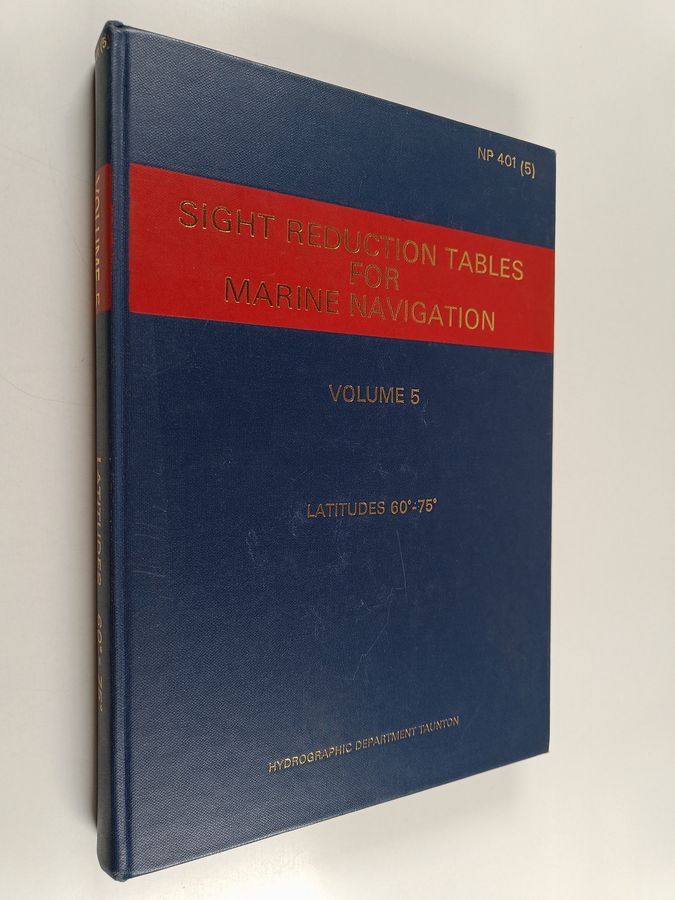 NP 401 (5)
SIGHT REDUCTION TABLES
FOR
MARINE NAVIGATION
VOLUME 5
LATITUDES 60°-75°
HYDROGRAPHIC DEPARTMENT TAUNTON
(5)
VOLUME 5
LATITUDES 60°-75°